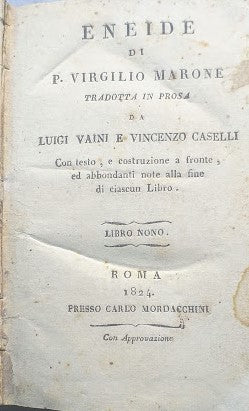 ENEIDE
DI
P. VIRGILIO MARONE
TRADOTTA IN PROSA
DA
LUIGI VAINI E VINCENZO CASELLI
Con testo, e costruzione a fronte,
ed abbondanti note alla fine
di ciascun Libro.
LIBRO NONO.
ROMA
1824.
PRESSO CARLO MORDACCHINI
Con Approvazione